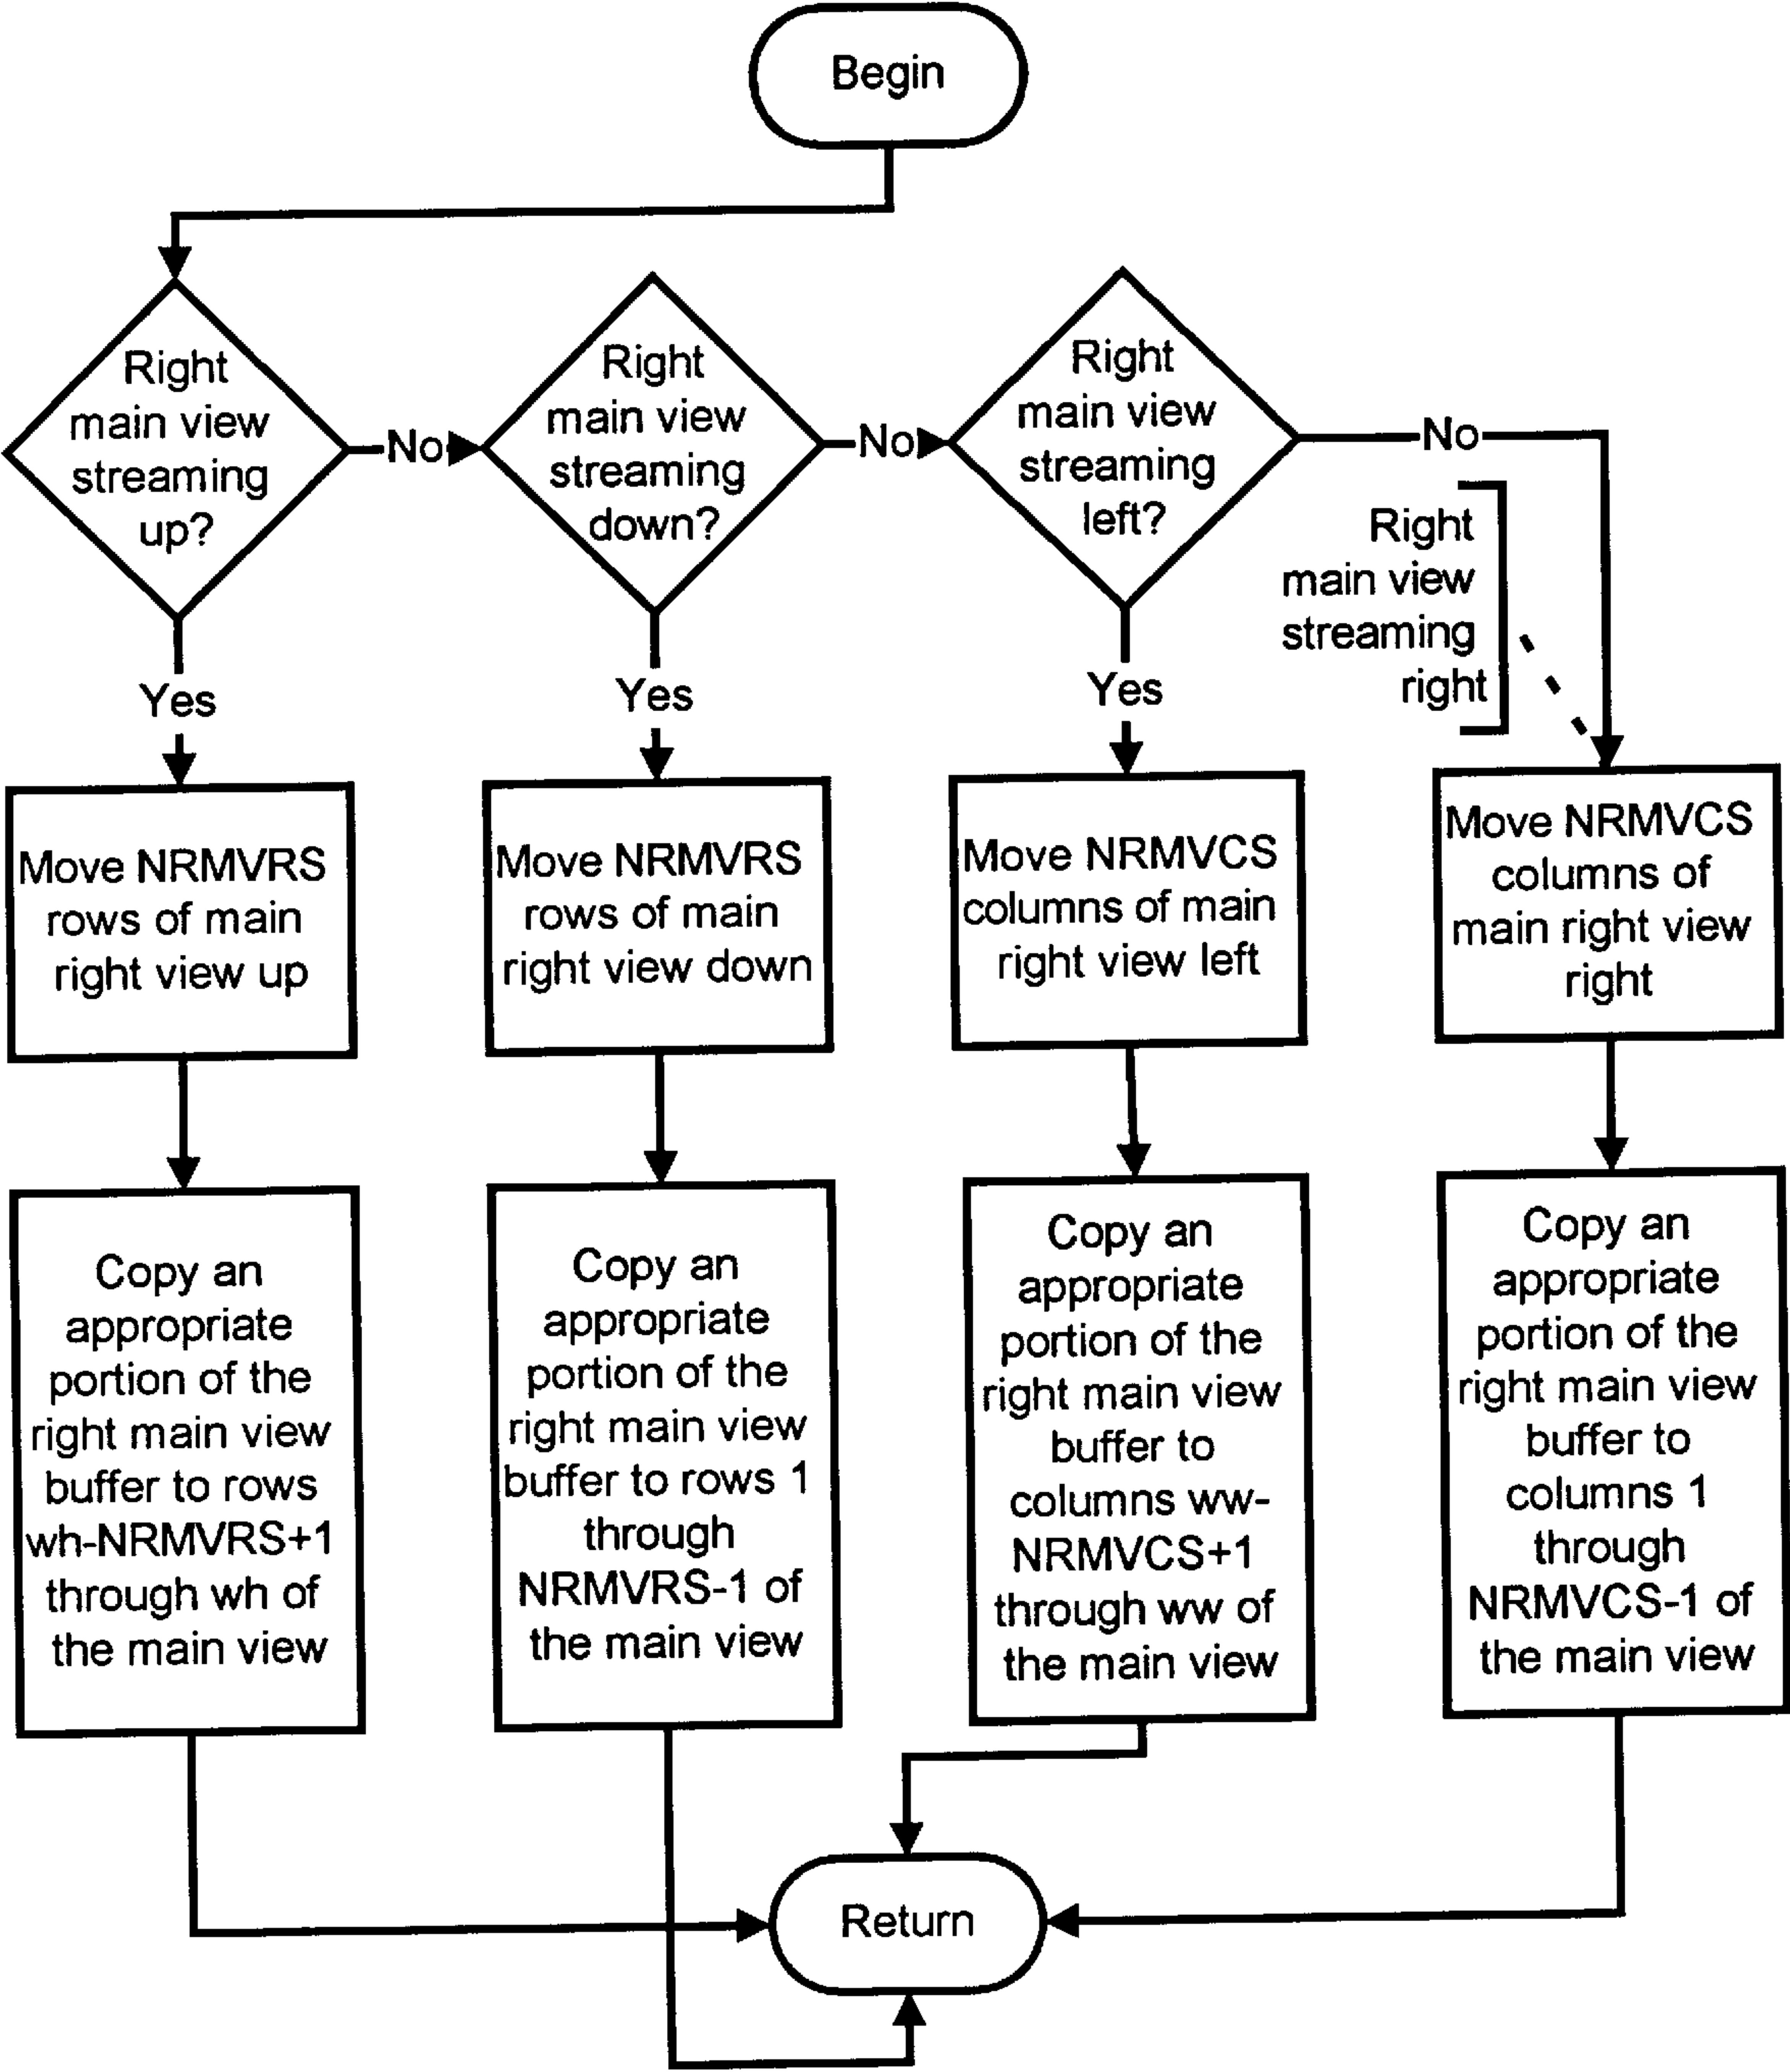 Begin
Right
main view
streaming
up?
No
Right
main view
streaming
down?
No
Right
main view
streaming
left?
No
Right
main view
streaming
right
Yes
Yes
Yes
Move NRMVRS
rows of main
right view up
Move NRMVRS
rows of main
right view down
Move NRMVCS
columns of main
right view left
Move NRMVCS
columns of
main right view
right
Copy an
appropriate
portion of the
right main view
buffer to rows
wh-NRMVRS+1
through wh of
the main view
Copy an
appropriate
portion of the
right main view
buffer to rows 1
through
NRMVRS-1 of
the main view
Copy an
appropriate
portion of the
right main view
buffer to
columns ww-
NRMVCS+1
through ww of
the main view
Copy an
appropriate
portion of the
right main view
buffer to
columns 1
through
NRMVCS-1 of
the main view
Return